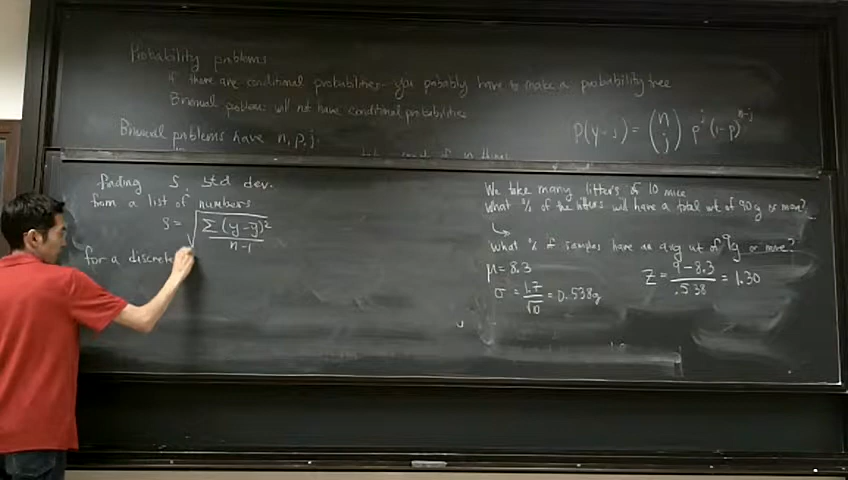 Probability problems
If there are conditional probabilities - you probably have to make a probability tree
Binomial problems will not have conditional probabilities
Binomial problems have n, p, j.
P(y=j) = (n j) p^j (1-p)^n-j
finding S, std dev.
from a list of numbers
S = √ Σ(y-ȳ)² / n-1
for a discrete
We take many litters of 10 mice
what % of the litters will have a total wt of 90g or more?
what % of samples have an avg wt of 9g or more?
μ = 8.3
σ = 1.7 / √10 = 0.538g
Z = 9 - 8.3 / .538 = 1.30